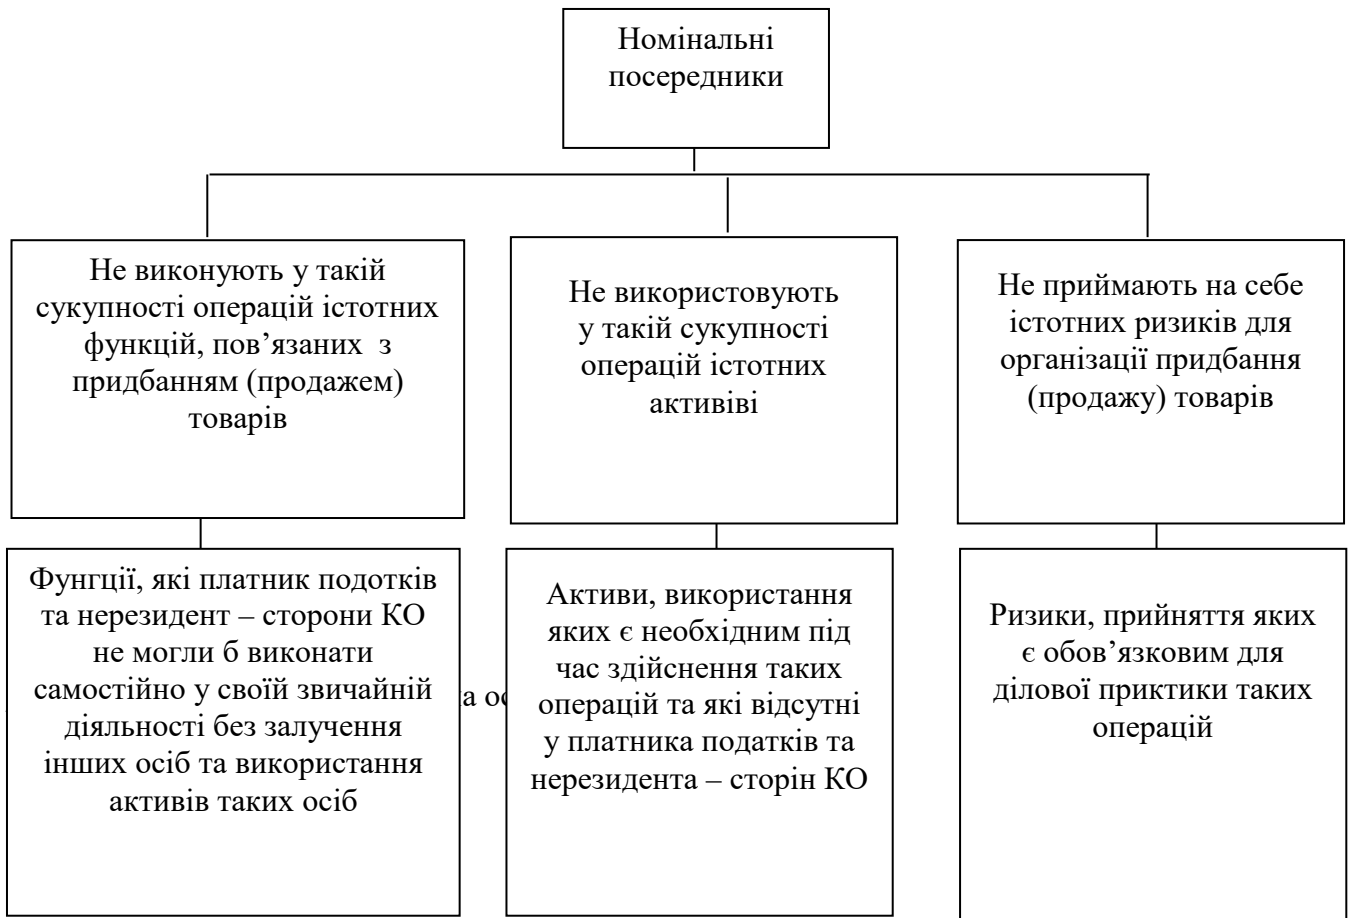 Номінальні
посередники
Не виконують у такій
сукупності операцій істотних
функцій, пов’язаних з
придбанням (продажем)
товарів
Не використовують
у такій сукупності
операцій істотних
активіві
Не приймають на себе
істотних ризиків для
організації придбання
(продажу) товарів
Фунгції, які платник подотків
та нерезидент – сторони КО
не могли б виконати
самостійно у своїй звичайній
діяльності без залучення
інших осіб та використання
активів таких осіб
Активи, використання
яких є необхідним під
час здійснення таких
операцій та які відсутні
у платника податків та
нерезидента – сторін КО
Ризики, прийняття яких
є обов’язковим для
ділової приктики таких
операцій